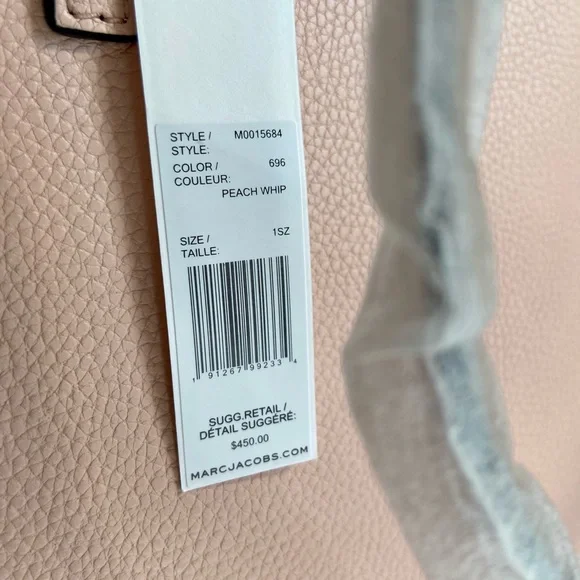 STYLE / M0015684
STYLE:
COLOR / 696
COULEUR:
PEACH WHIP
SIZE / 1SZ
TAILLE:
1 91267 99233 4
SUGG.RETAIL /
DÉTAIL SUGGÉRÉ:
$450.00
MARCJACOBS.COM